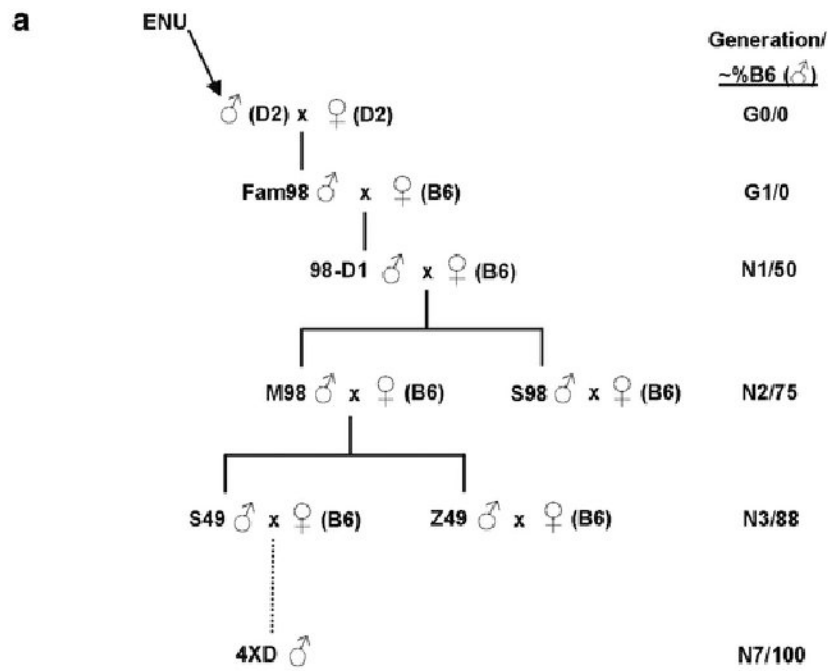 a
ENU
Generation/
~%B6 (♂)
♂ (D2) x ♀ (D2)
G0/0
Fam98 ♂ x ♀ (B6)
G1/0
98-D1 ♂ x ♀ (B6)
N1/50
M98 ♂ x ♀ (B6)
S98 ♂ x ♀ (B6)
N2/75
S49 ♂ x ♀ (B6)
Z49 ♂ x ♀ (B6)
N3/88
4XD ♂
N7/100